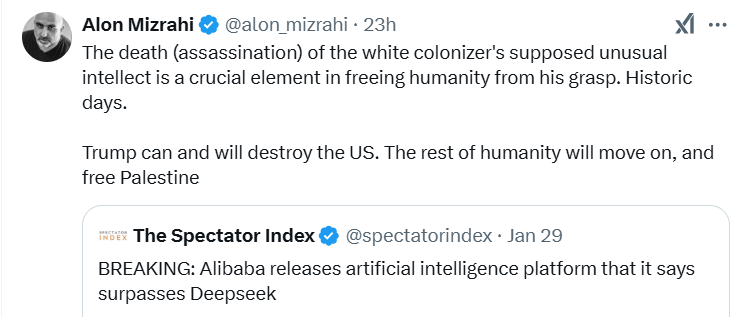 Alon Mizrahi @alon_mizrahi · 23h
The death (assassination) of the white colonizer's supposed unusual
intellect is a crucial element in freeing humanity from his grasp. Historic
days.
Trump can and will destroy the US. The rest of humanity will move on, and
free Palestine
SPECTATOR
INDEX
The Spectator Index @spectatorindex · Jan 29
BREAKING: Alibaba releases artificial intelligence platform that it says
surpasses Deepseek